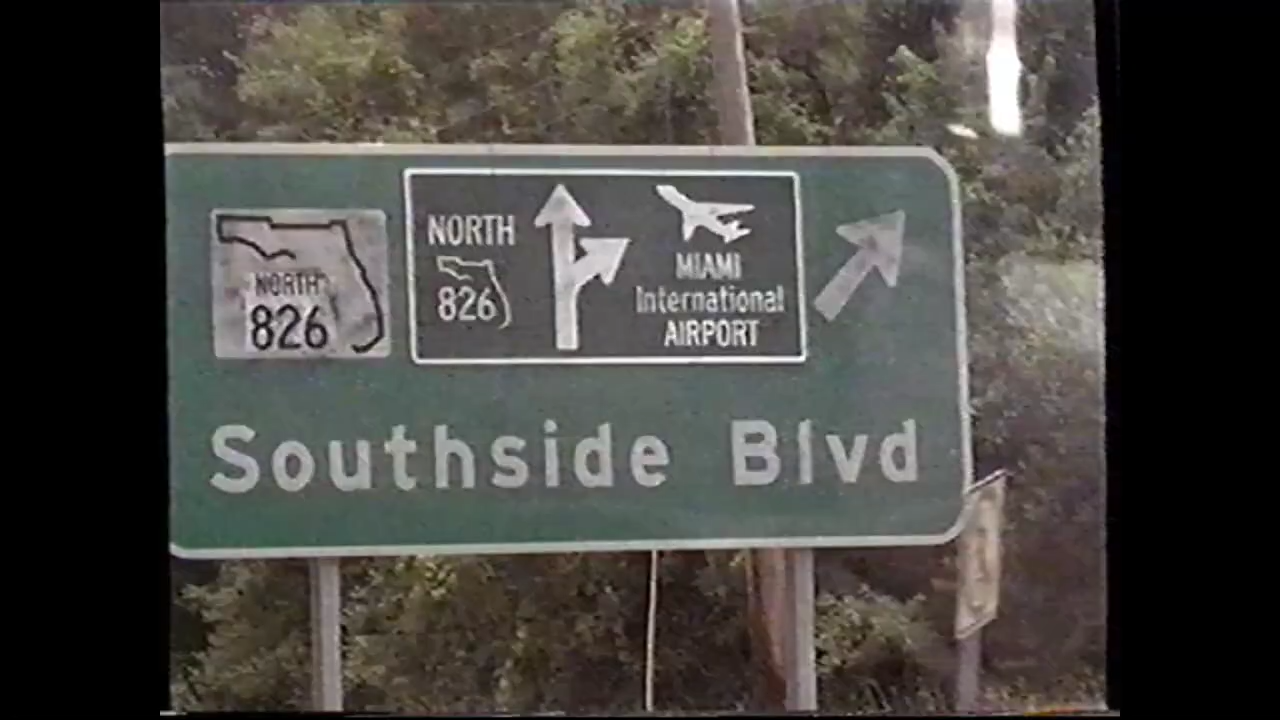 NORTH
826
NORTH
826
MIAMI
International
AIRPORT
Southside Blvd